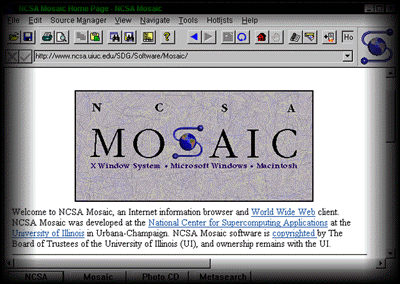 NCSA Mosaic Home Page - NCSA Mosaic
File Edit Source Manager View Navigate Tools Hotlists Help
http://www.ncsa.uiuc.edu/SDG/Software/Mosaic/
Ho
N C S A
MOSAIC
X Window System • Microsoft Windows • Macintosh
Welcome to NCSA Mosaic, an Internet information browser and World Wide Web client.
NCSA Mosaic was developed at the National Center for Supercomputing Applications at the
University of Illinois in Urbana-Champaign. NCSA Mosaic software is copyrighted by The
Board of Trustees of the University of Illinois (UI), and ownership remains with the UI.
NCSA Mosaic Photo CD Metasearch